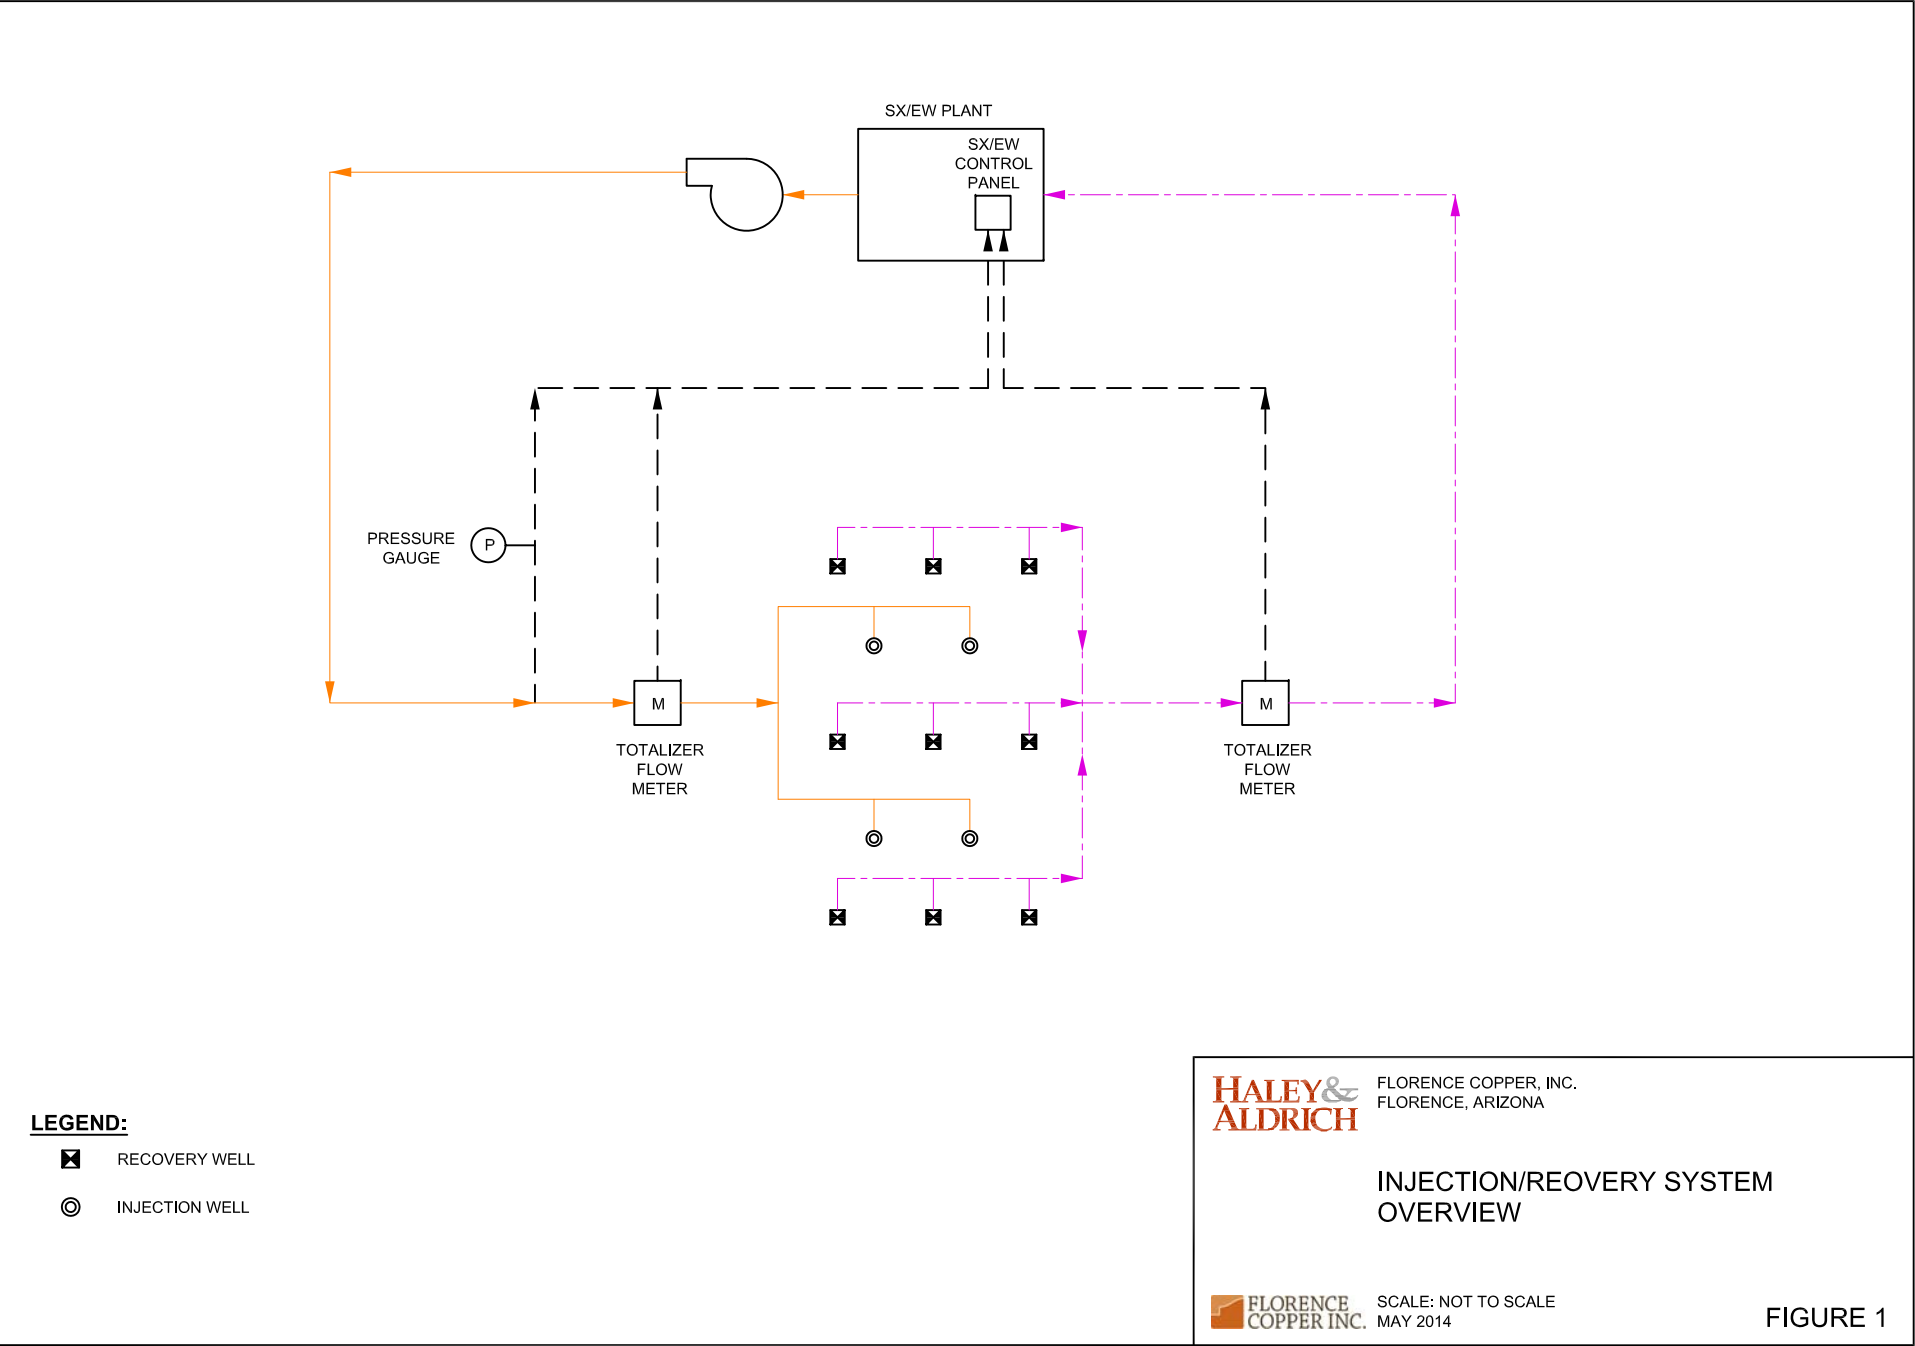 SX/EW PLANT
SX/EW
CONTROL
PANEL
PRESSURE
GAUGE
P
M
TOTALIZER
FLOW
METER
M
TOTALIZER
FLOW
METER
LEGEND:
RECOVERY WELL
INJECTION WELL
HALEY&
ALDRICH
FLORENCE COPPER, INC.
FLORENCE, ARIZONA
INJECTION/REOVERY SYSTEM
OVERVIEW
FLORENCE
COPPER INC.
SCALE: NOT TO SCALE
MAY 2014
FIGURE 1